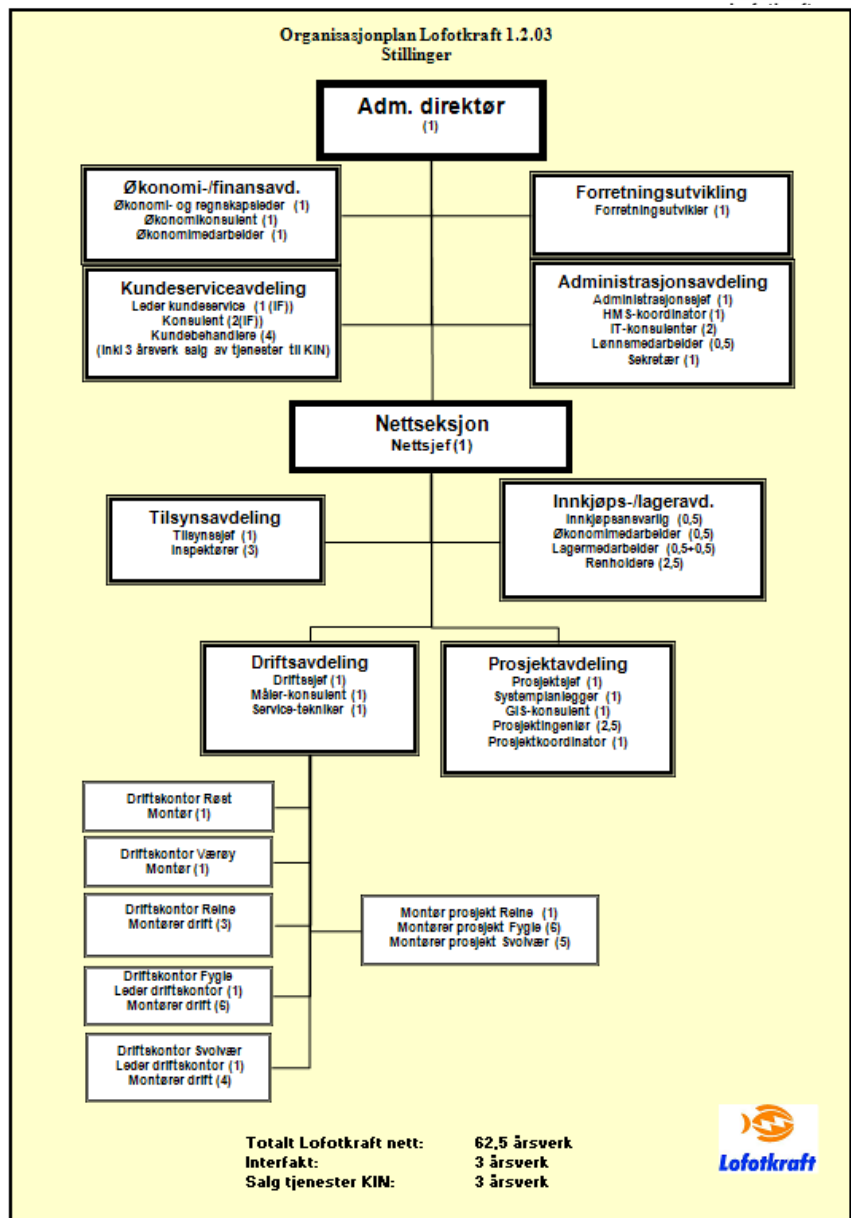 Organisasjonplan Lofotkraft 1.2.03
Stillinger
Adm. direktør
(1)
Økonomi-/finansavd.
Økonomi- og regnskapsleder (1)
Økonomikonsulent (1)
Økonomimedarbeider (1)
Forretningsutvikling
Forretningsutvikler (1)
Kundeserviceavdeling
Leder kundeservice (1 (IF))
Konsulent (2(IF))
Kundebehandlere (4)
(Inkl 3 årsverk salg av tjenester til KIN)
Administrasjonsavdeling
Administrasjonssjef (1)
HMS-koordinator (1)
IT-konsulenter (2)
Lønnsmedarbeider (0,5)
Sekretær (1)
Nettseksjon
Nettsjef (1)
Tilsynsavdeling
Tilsynssjef (1)
Inspektører (3)
Innkjøps-/lageravd.
Innkjøpsansvarlig (0,5)
Økonomimedarbeider (0,5)
Lagermedarbeider (0,5+0,5)
Renholdere (2,5)
Driftsavdeling
Driftssjef (1)
Måler-konsulent (1)
Service-tekniker (1)
Prosjektavdeling
Prosjektsjef (1)
Systemplanlegger (1)
GIS-konsulent (1)
Prosjektingeniør (2,5)
Prosjektkoordinator (1)
Driftskontor Røst
Montør (1)
Driftskontor Værøy
Montør (1)
Driftskontor Reine
Montører drift (3)
Montør prosjekt Reine (1)
Montører prosjekt Fygle (6)
Montører prosjekt Svolvær (5)
Driftskontor Fygle
Leder driftskontor (1)
Montører drift (6)
Driftskontor Svolvær
Leder driftskontor (1)
Montører drift (4)
Totalt Lofotkraft nett: 62,5 årsverk
Interfakt: 3 årsverk
Salg tjenester KIN: 3 årsverk
Lofotkraft